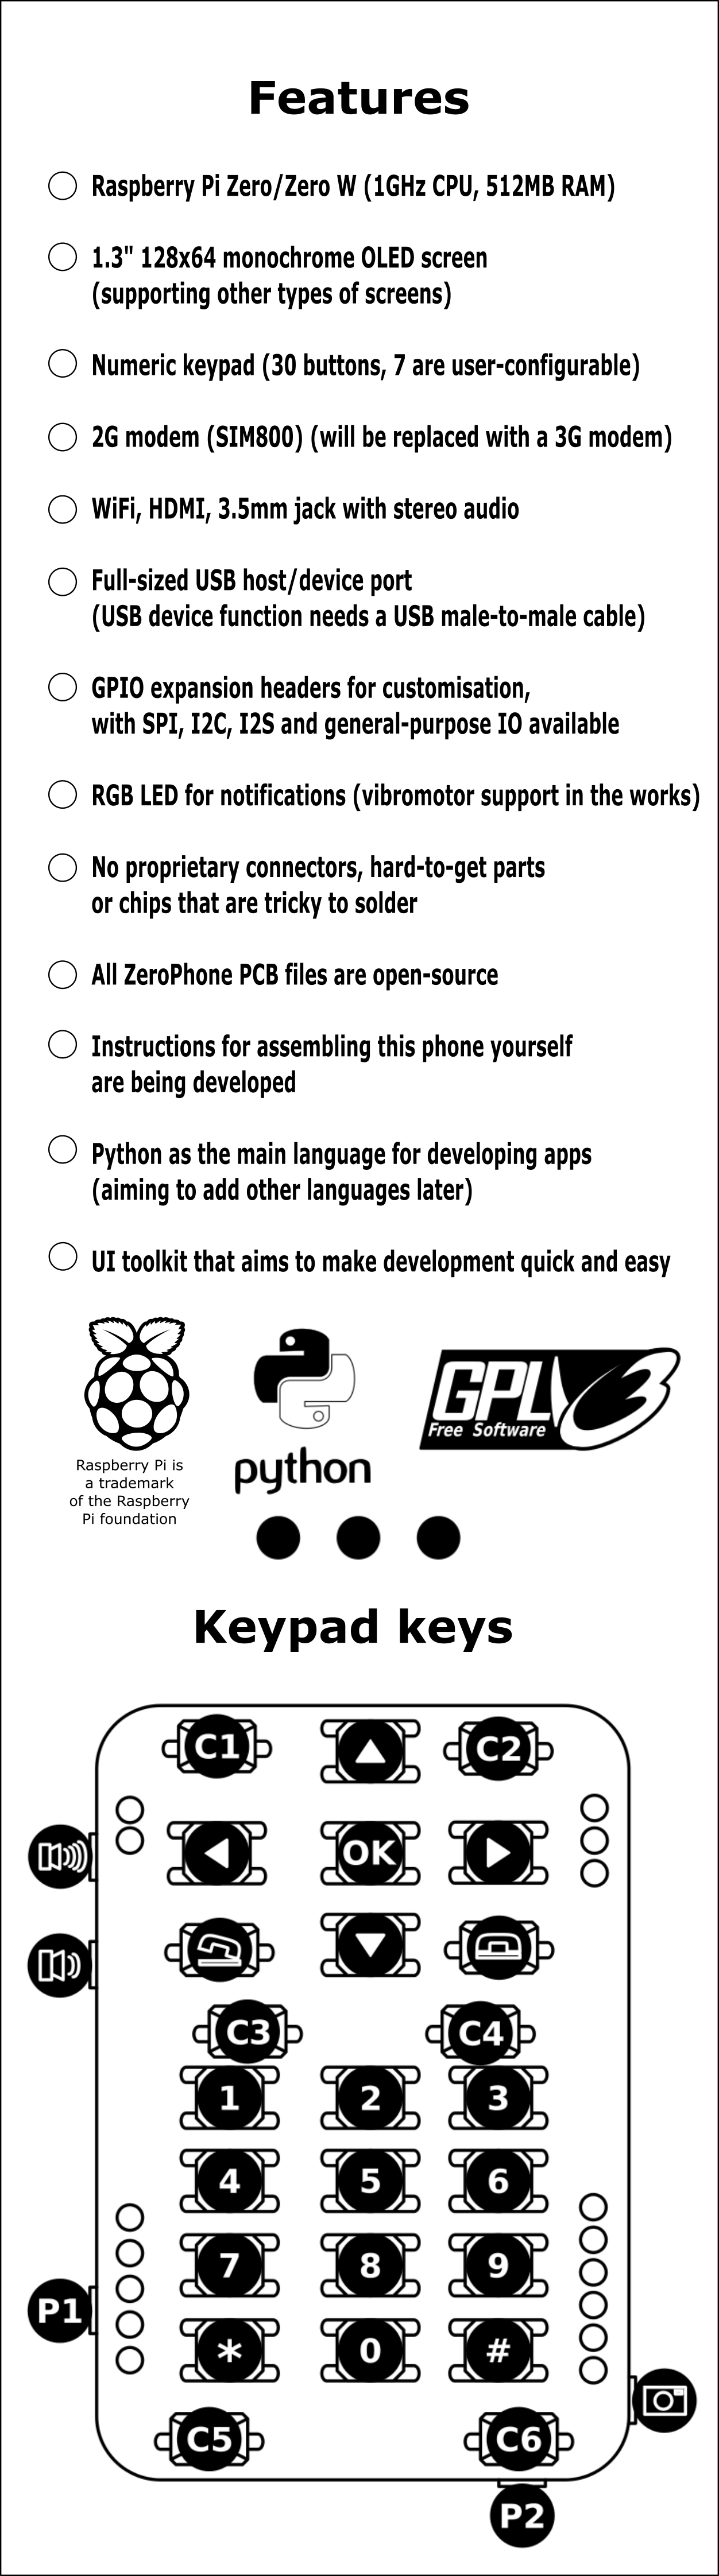 Features
Raspberry Pi Zero/Zero W (1GHz CPU, 512MB RAM)
1.3" 128x64 monochrome OLED screen
(supporting other types of screens)
Numeric keypad (30 buttons, 7 are user-configurable)
2G modem (SIM800) (will be replaced with a 3G modem)
WiFi, HDMI, 3.5mm jack with stereo audio
Full-sized USB host/device port
(USB device function needs a USB male-to-male cable)
GPIO expansion headers for customisation,
with SPI, I2C, I2S and general-purpose IO available
RGB LED for notifications (vibromotor support in the works)
No proprietary connectors, hard-to-get parts
or chips that are tricky to solder
All ZeroPhone PCB files are open-source
Instructions for assembling this phone yourself
are being developed
Python as the main language for developing apps
(aiming to add other languages later)
UI toolkit that aims to make development quick and easy
Raspberry Pi is
a trademark
of the Raspberry
Pi foundation
python
GPLv3
Free Software
Keypad keys
C1 C2
OK
C3 C4
1 2 3
4 5 6
7 8 9
P1
* 0 #
C5 C6
P2